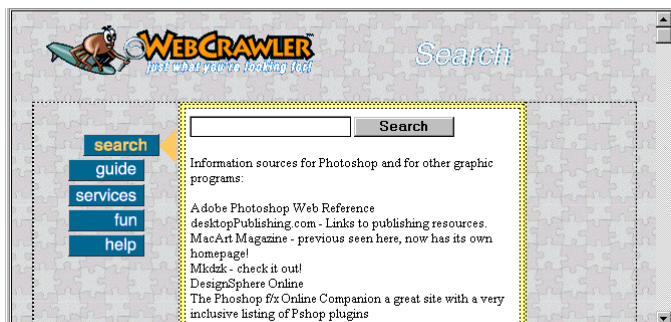 WEBCRAWLER
just what you're looking for!
Search
Search
search
guide
services
fun
help
Information sources for Photoshop and for other graphic
programs:
Adobe Photoshop Web Reference
desktopPublishing.com - Links to publishing resources.
MacArt Magazine - previous seen here, now has its own
homepage!
Mkdzk - check it out!
DesignSphere Online
The Phoshop f/x Online Companion a great site with a very
inclusive listing of Pshop plugins